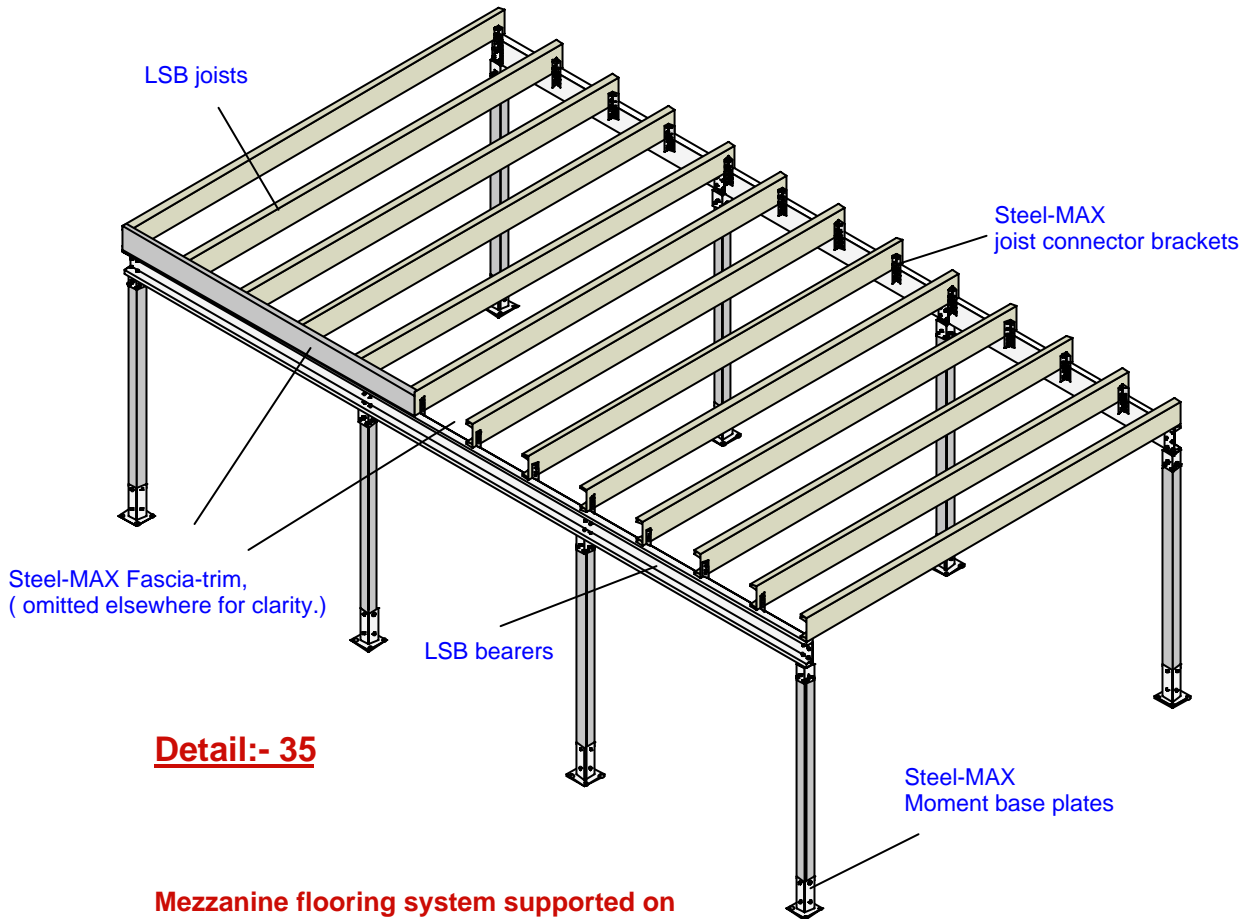 LSB joists
Steel-MAX
joist connector brackets
Steel-MAX Fascia-trim,
( omitted elsewhere for clarity.)
LSB bearers
Detail:- 35
Steel-MAX
Moment base plates
Mezzanine flooring system supported on